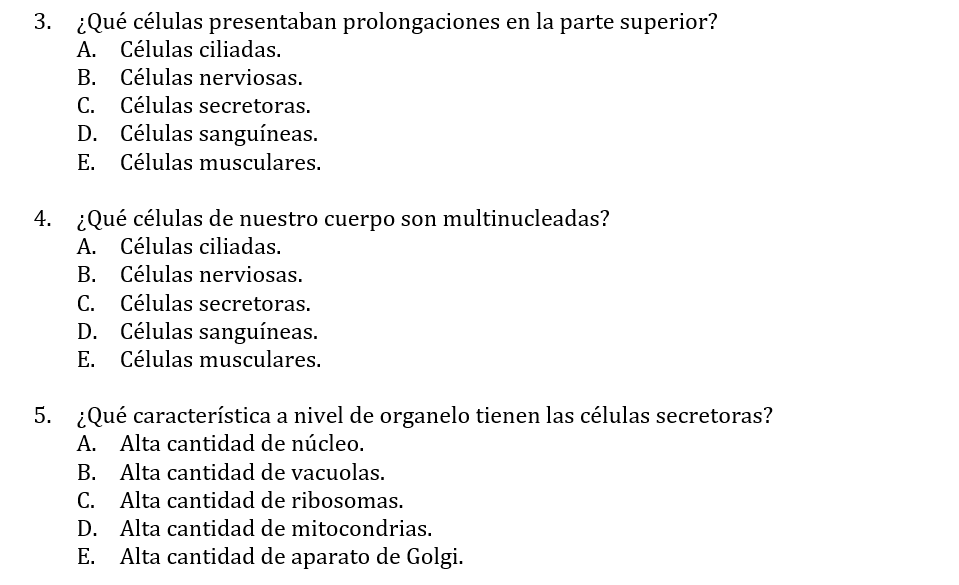 3. ¿Qué células presentaban prolongaciones en la parte superior?
A. Células ciliadas.
B. Células nerviosas.
C. Células secretoras.
D. Células sanguíneas.
E. Células musculares.
4. ¿Qué células de nuestro cuerpo son multinucleadas?
A. Células ciliadas.
B. Células nerviosas.
C. Células secretoras.
D. Células sanguíneas.
E. Células musculares.
5. ¿Qué característica a nivel de organelo tienen las células secretoras?
A. Alta cantidad de núcleo.
B. Alta cantidad de vacuolas.
C. Alta cantidad de ribosomas.
D. Alta cantidad de mitocondrias.
E. Alta cantidad de aparato de Golgi.